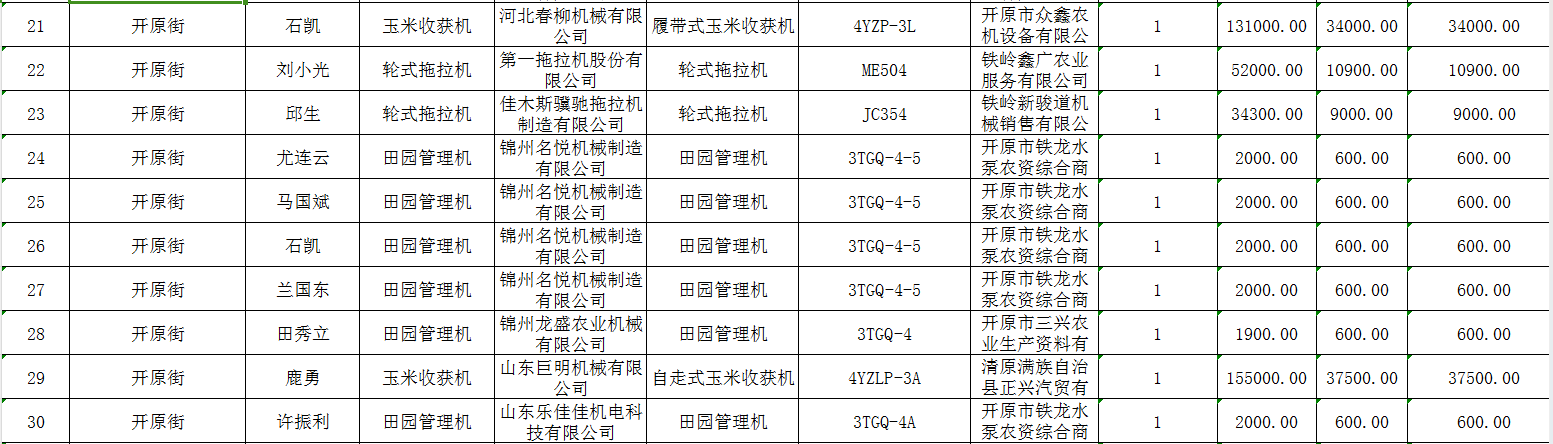 21 开原街 石凯 玉米收获机 河北春柳机械有限公司 履带式玉米收获机 4YZP-3L 开原市众鑫农机设备有限公 1 131000.00 34000.00 34000.00
22 开原街 刘小光 轮式拖拉机 第一拖拉机股份有限公司 轮式拖拉机 ME504 铁岭鑫广农业服务有限公司 1 52000.00 10900.00 10900.00
23 开原街 邱生 轮式拖拉机 佳木斯骥驰拖拉机制造有限公司 轮式拖拉机 JC354 铁岭新骏道机械销售有限公 1 34300.00 9000.00 9000.00
24 开原街 尤连云 田园管理机 锦州名悦机械制造有限公司 田园管理机 3TGQ-4-5 开原市铁龙水泵农资综合商 1 2000.00 600.00 600.00
25 开原街 马国斌 田园管理机 锦州名悦机械制造有限公司 田园管理机 3TGQ-4-5 开原市铁龙水泵农资综合商 1 2000.00 600.00 600.00
26 开原街 石凯 田园管理机 锦州名悦机械制造有限公司 田园管理机 3TGQ-4-5 开原市铁龙水泵农资综合商 1 2000.00 600.00 600.00
27 开原街 兰国东 田园管理机 锦州名悦机械制造有限公司 田园管理机 3TGQ-4-5 开原市铁龙水泵农资综合商 1 2000.00 600.00 600.00
28 开原街 田秀立 田园管理机 锦州龙盛农业机械有限公司 田园管理机 3TGQ-4 开原市三兴农业生产资料有 1 1900.00 600.00 600.00
29 开原街 鹿勇 玉米收获机 山东巨明机械有限公司 自走式玉米收获机 4YZLP-3A 清原满族自治县正兴汽贸有 1 155000.00 37500.00 37500.00
30 开原街 许振利 田园管理机 山东乐佳佳机电科技有限公司 田园管理机 3TGQ-4A 开原市铁龙水泵农资综合商 1 2000.00 600.00 600.00